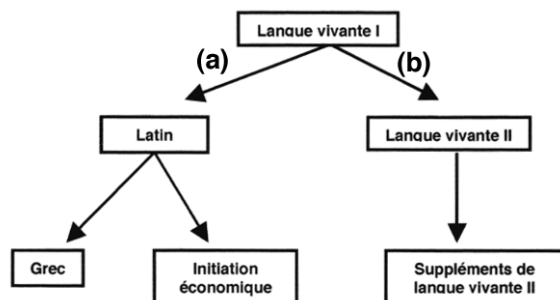 Langue vivante I
(a)
(b)
Latin
Langue vivante II
Grec
Initiation
économique
Suppléments de
langue vivante II